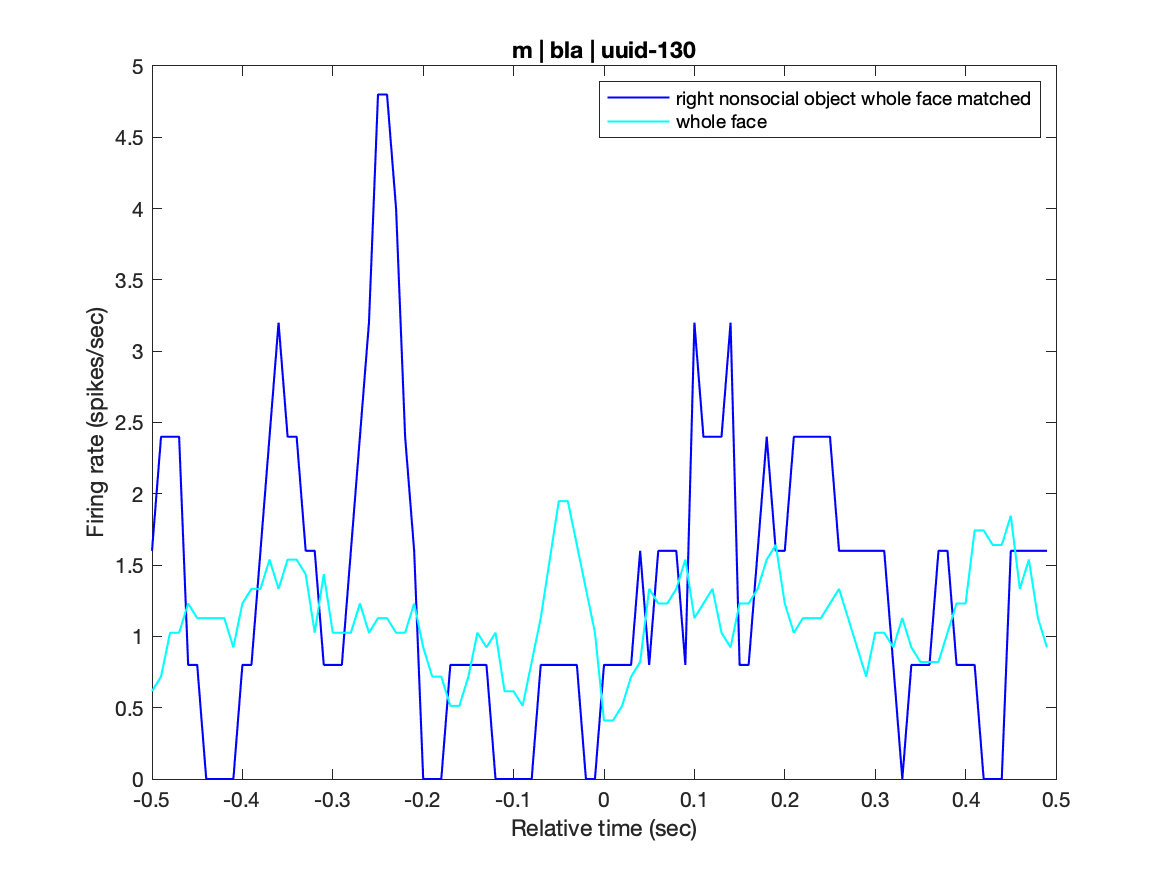 m | bla | uuid-130
right nonsocial object whole face matched
whole face
Firing rate (spikes/sec)
5
4.5
4
3.5
3
2.5
2
1.5
1
0.5
0
-0.5 -0.4 -0.3 -0.2 -0.1 0 0.1 0.2 0.3 0.4 0.5
Relative time (sec)